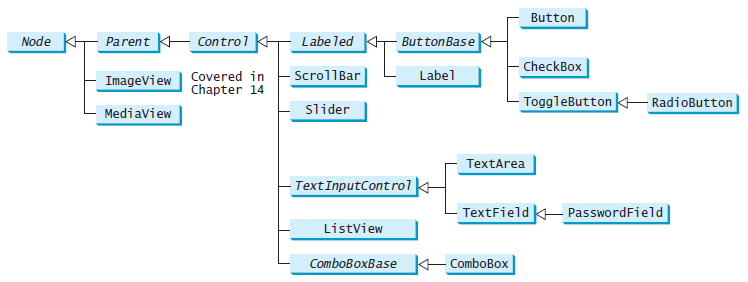 Button
Node
Parent
Control
Labeled
ButtonBase
ImageView
Covered in
Chapter 14
ScrollBar
Label
CheckBox
MediaView
Slider
ToggleButton
RadioButton
TextArea
TextInputControl
TextField
PasswordField
ListView
ComboBoxBase
ComboBox